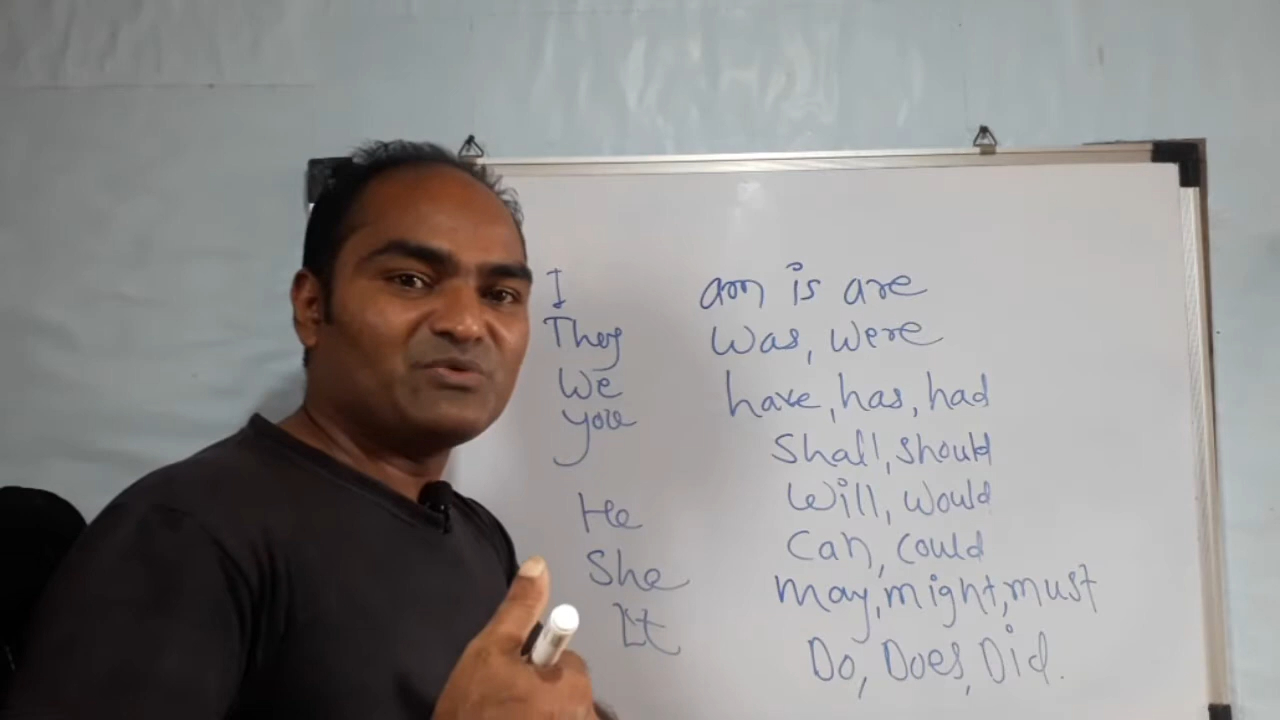 I am is are
They was, were
We have, has, had
you
Shall, should
He will, would
She can, could
It may, might, must
Do, Does, Did.